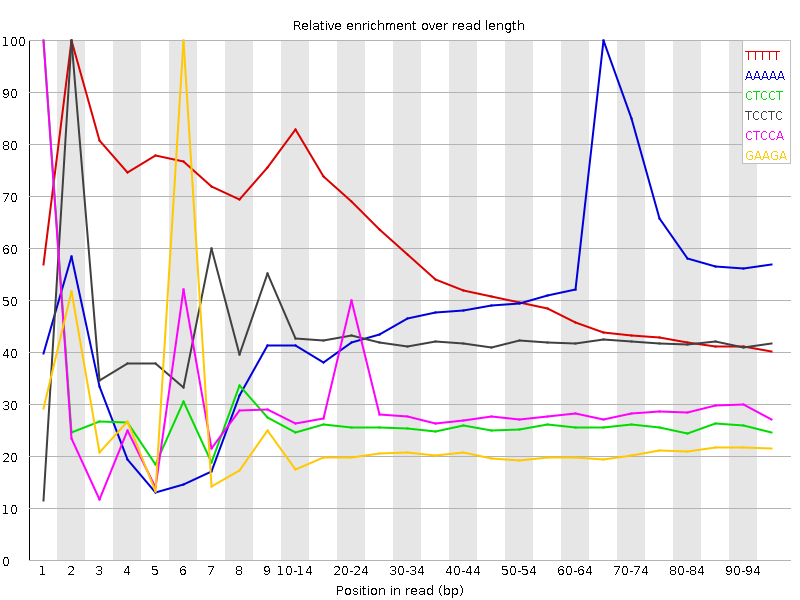 Relative enrichment over read length
100
90
80
70
60
50
40
30
20
10
0
TTTTT
AAAAA
CTCCT
TCCTC
CTCCA
GAAGA
1 2 3 4 5 6 7 8 9 10-14 20-24 30-34 40-44 50-54 60-64 70-74 80-84 90-94
Position in read (bp)